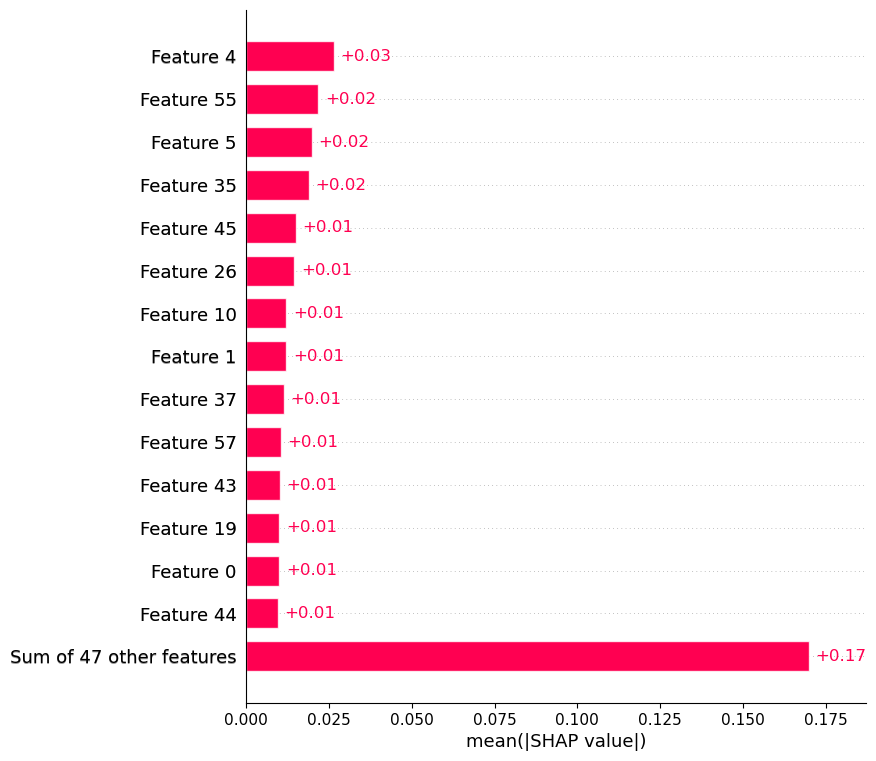 Feature 4 +0.03
Feature 55 +0.02
Feature 5 +0.02
Feature 35 +0.02
Feature 45 +0.01
Feature 26 +0.01
Feature 10 +0.01
Feature 1 +0.01
Feature 37 +0.01
Feature 57 +0.01
Feature 43 +0.01
Feature 19 +0.01
Feature 0 +0.01
Feature 44 +0.01
Sum of 47 other features +0.17
0.000 0.025 0.050 0.075 0.100 0.125 0.150 0.175
mean(|SHAP value|)